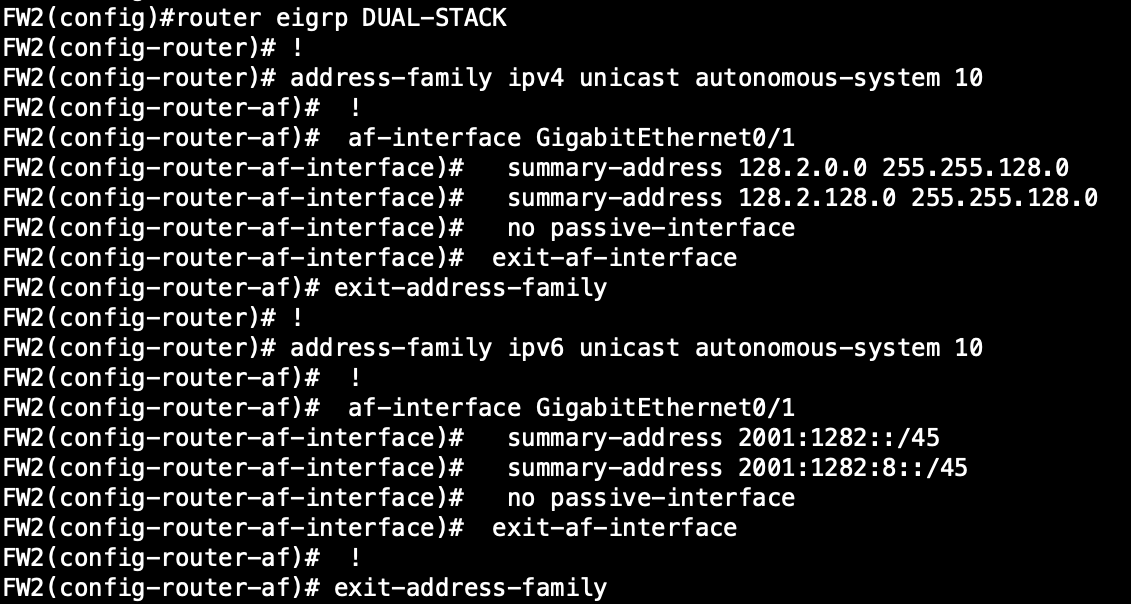 FW2(config)#router eigrp DUAL-STACK
FW2(config-router)# !
FW2(config-router)# address-family ipv4 unicast autonomous-system 10
FW2(config-router-af)#  !
FW2(config-router-af)#  af-interface GigabitEthernet0/1
FW2(config-router-af-interface)#   summary-address 128.2.0.0 255.255.128.0
FW2(config-router-af-interface)#   summary-address 128.2.128.0 255.255.128.0
FW2(config-router-af-interface)#   no passive-interface
FW2(config-router-af-interface)#  exit-af-interface
FW2(config-router-af)# exit-address-family
FW2(config-router)# !
FW2(config-router)# address-family ipv6 unicast autonomous-system 10
FW2(config-router-af)#  !
FW2(config-router-af)#  af-interface GigabitEthernet0/1
FW2(config-router-af-interface)#   summary-address 2001:1282::/45
FW2(config-router-af-interface)#   summary-address 2001:1282:8::/45
FW2(config-router-af-interface)#   no passive-interface
FW2(config-router-af-interface)#  exit-af-interface
FW2(config-router-af)#  !
FW2(config-router-af)# exit-address-family